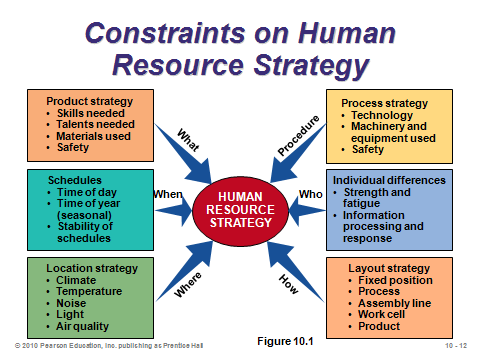 Constraints on Human
Resource Strategy
Product strategy
• Skills needed
• Talents needed
• Materials used
• Safety
What
Procedure
Process strategy
• Technology
• Machinery and
equipment used
• Safety
Schedules
• Time of day
• Time of year
(seasonal)
• Stability of
schedules
When
HUMAN
RESOURCE
STRATEGY
Who
Individual differences
• Strength and
fatigue
• Information
processing and
response
Location strategy
• Climate
• Temperature
• Noise
• Light
• Air quality
Where
How
Layout strategy
• Fixed position
• Process
• Assembly line
• Work cell
• Product
Figure 10.1
© 2010 Pearson Education, Inc. publishing as Prentice Hall
10 - 12